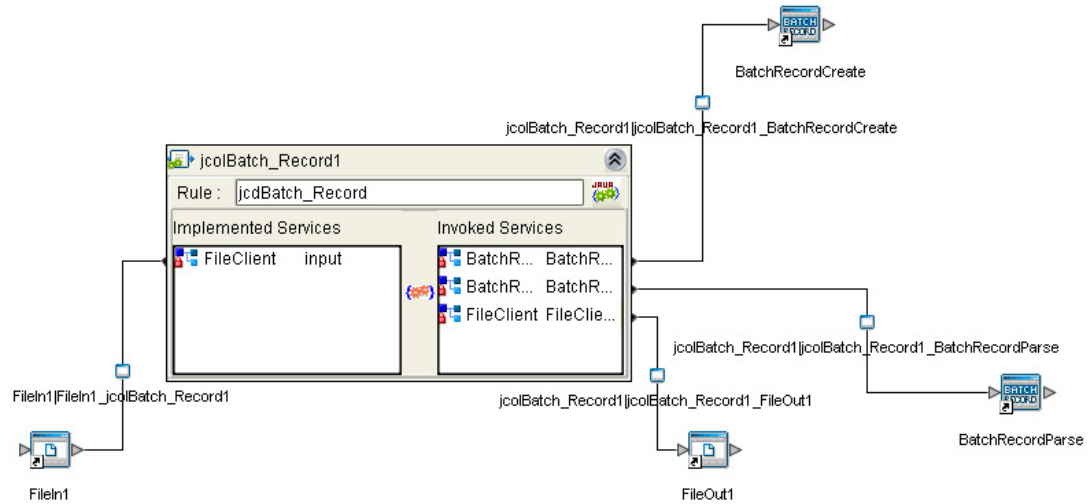 BATCH
RECORD
BatchRecordCreate
jcolBatch_Record1|jcolBatch_Record1_BatchRecordCreate
jcolBatch_Record1
Rule : jcdBatch_Record
JAVA
Implemented Services Invoked Services
FileClient input BatchR... BatchR...
BatchR... BatchR...
FileClient FileClie...
jcolBatch_Record1|jcolBatch_Record1_BatchRecordParse
FileIn1|FileIn1_jcolBatch_Record1
jcolBatch_Record1|jcolBatch_Record1_FileOut1
BATCH
RECORD
BatchRecordParse
FileIn1
FileOut1